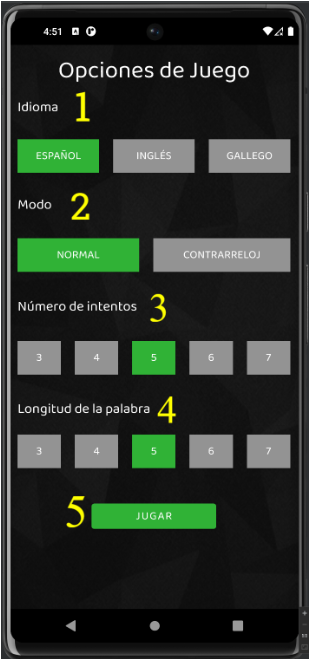 4:51
Opciones de Juego
Idioma 1
ESPAÑOL INGLÉS GALLEGO
Modo 2
NORMAL CONTRARRELOJ
Número de intentos 3
3 4 5 6 7
Longitud de la palabra 4
3 4 5 6 7
5 JUGAR